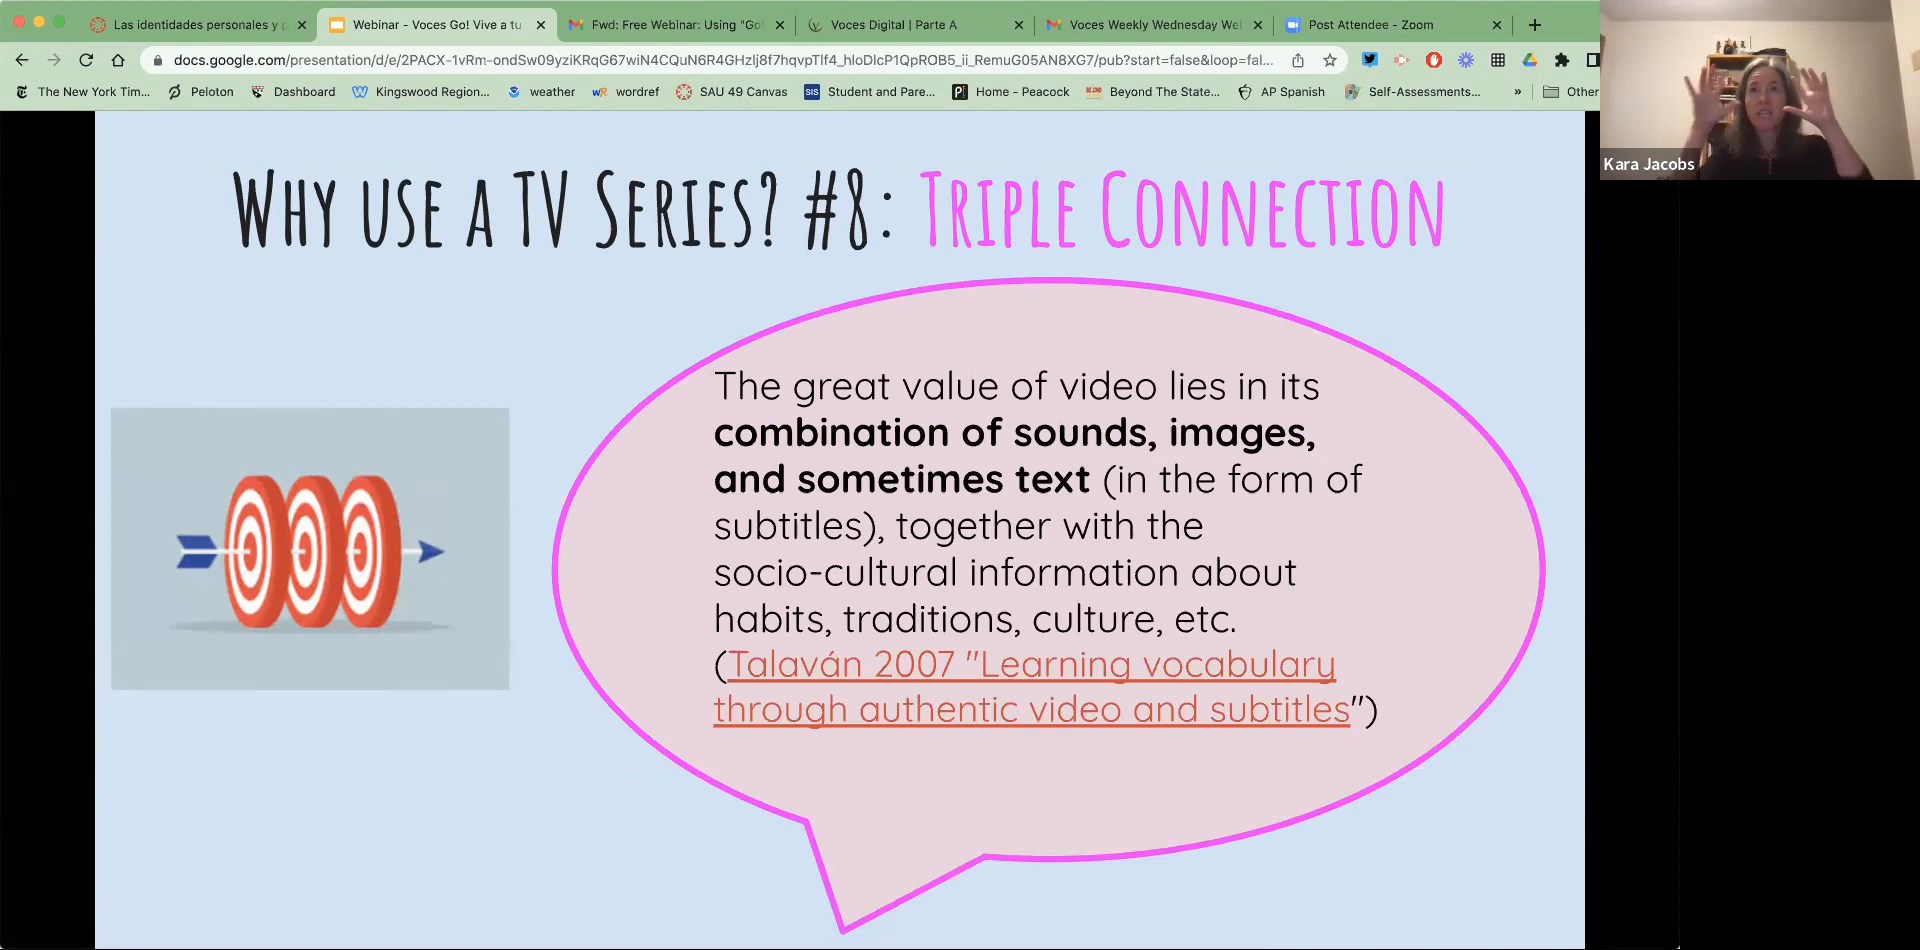 Las identidades personales y p
Webinar - Voces Go! Vive a tu
Fwd: Free Webinar: Using "Go!
Voces Digital | Parte A
Voces Weekly Wednesday We
Post Attendee - Zoom
docs.google.com/presentation/d/e/2PACX-1vRm-ondSw09yziKRqG67wiN4CQuN6R4GHzlj8f7hqvpTlf4_hloDlcP1QpROB5_ii_RemuG05AN8XG7/pub?start=false&loop=fal...
The New York Tim...
Peloton
Dashboard
Kingswood Region...
weather
wordref
SAU 49 Canvas
SIS
Student and Pare...
Home - Peacock
Beyond The State...
AP Spanish
Self-Assessments...
»
Other
Kara Jacobs
Why use a TV Series? #8: Triple Connection
The great value of video lies in its
combination of sounds, images,
and sometimes text (in the form of
subtitles), together with the
socio-cultural information about
habits, traditions, culture, etc.
(Talaván 2007 "Learning vocabulary
through authentic video and subtitles")